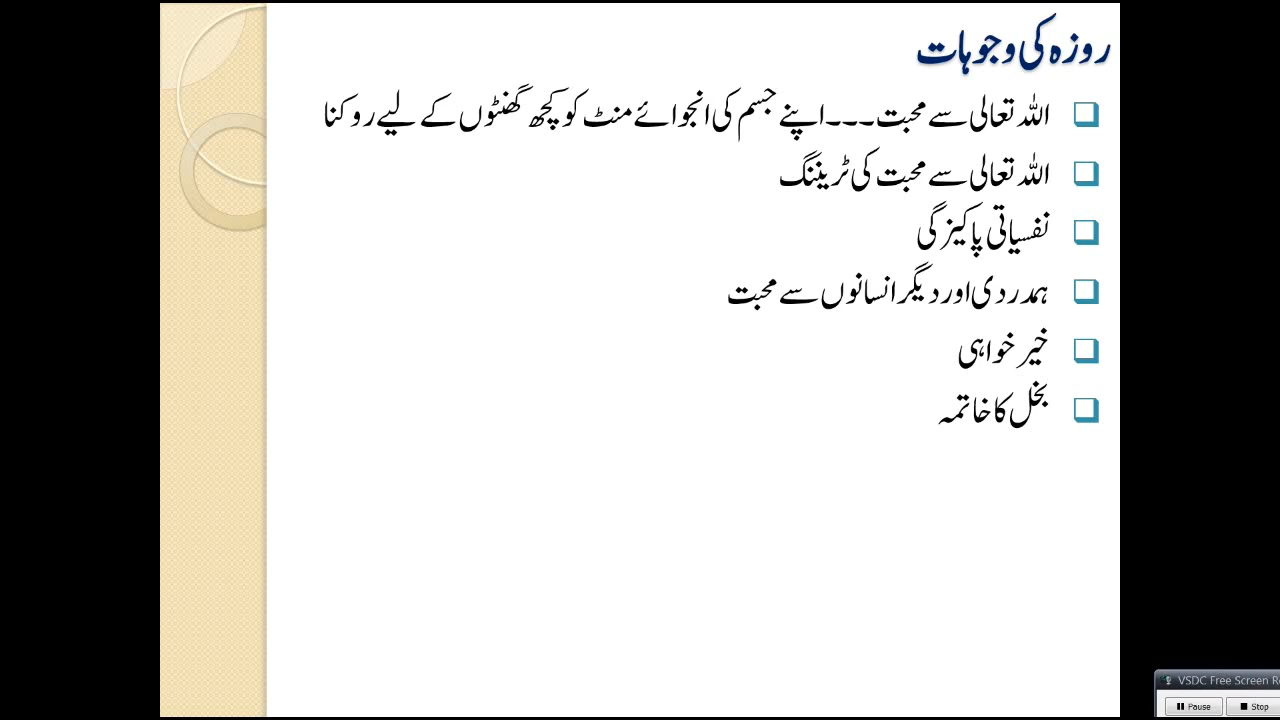 روزہ کی وجوہات
اللہ تعالی سے محبت۔۔۔اپنے جسم کی انجوائے منٹ کو کچھ گھنٹوں کے لیے روکنا
اللہ تعالی سے محبت کی ٹریننگ
نفسیاتی پاکیزگی
ہمدردی اور دیگر انسانوں سے محبت
خیر خواہی
بخل کا خاتمہ
VSDC Free Screen
Pause Stop